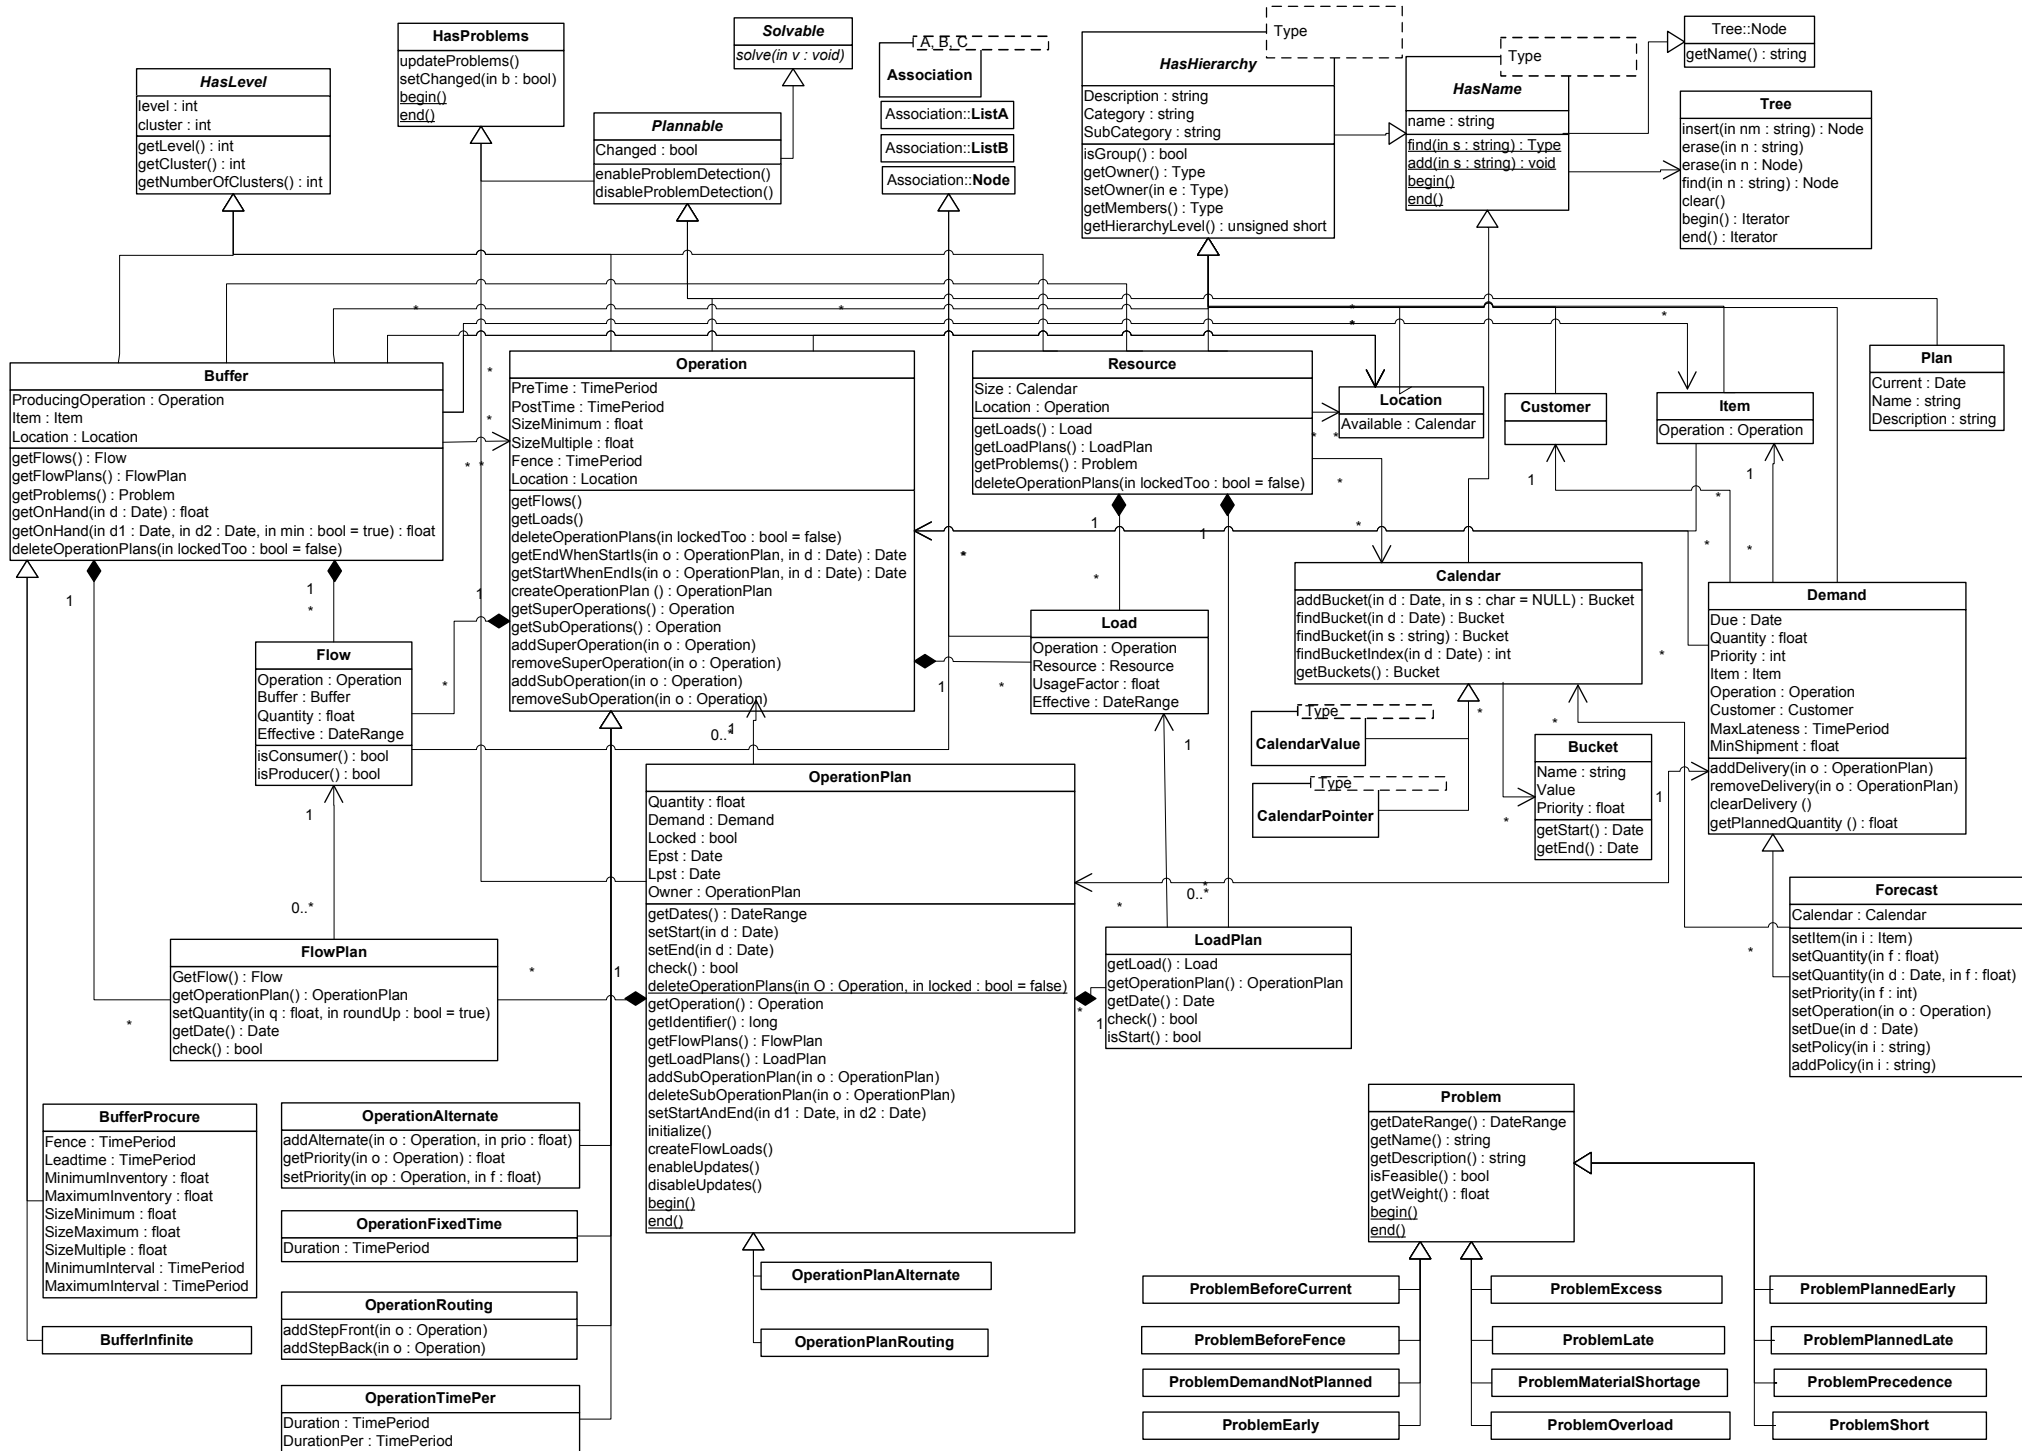 HasLevel
level : int
cluster : int
getLevel() : int
getCluster() : int
getNumberOfClusters() : int
HasProblems
updateProblems()
setChanged(in b : bool)
begin()
end()
Solvable
solve(in v : void)
Plannable
Changed : bool
enableProblemDetection()
disableProblemDetection()
A, B, C
Association
Association::ListA
Association::ListB
Association::Node
Type
HasHierarchy
Description : string
Category : string
SubCategory : string
isGroup() : bool
getOwner() : Type
setOwner(in e : Type)
getMembers() : Type
getHierarchyLevel() : unsigned short
Type
HasName
name : string
find(in s : string) : Type
add(in s : string) : void
begin()
end()
Tree::Node
getName() : string
Tree
insert(in nm : string) : Node
erase(in n : string)
erase(in n : Node)
find(in n : string) : Node
clear()
begin() : Iterator
end() : Iterator
* * * * *
Buffer
ProducingOperation : Operation
Item : Item
Location : Location
getFlows() : Flow
getFlowPlans() : FlowPlan
getProblems() : Problem
getOnHand(in d : Date) : float
getOnHand(in d1 : Date, in d2 : Date, in min : bool = true) : float
deleteOperationPlans(in lockedToo : bool = false)
* * * *
Operation
PreTime : TimePeriod
PostTime : TimePeriod
SizeMinimum : float
SizeMultiple : float
Fence : TimePeriod
Location : Location
getFlows()
getLoads()
deleteOperationPlans(in lockedToo : bool = false)
getEndWhenStartIs(in o : OperationPlan, in d : Date) : Date
getStartWhenEndIs(in o : OperationPlan, in d : Date) : Date
createOperationPlan () : OperationPlan
getSuperOperations() : Operation
getSubOperations() : Operation
addSuperOperation(in o : Operation)
removeSuperOperation(in o : Operation)
addSubOperation(in o : Operation)
removeSubOperation(in o : Operation)
Resource
Size : Calendar
Location : Operation
getLoads() : Load
getLoadPlans() : LoadPlan
getProblems() : Problem
deleteOperationPlans(in lockedToo : bool = false)
* * * *
Location
Available : Calendar
Customer
Item
Operation : Operation
Plan
Current : Date
Name : string
Description : string
1 1 *
1 1 * * *
* *
1 1 * 1
Flow
Operation : Operation
Buffer : Buffer
Quantity : float
Effective : DateRange
isConsumer() : bool
isProducer() : bool
*
Load
Operation : Operation
Resource : Resource
UsageFactor : float
Effective : DateRange
1 *
Calendar
addBucket(in d : Date, in s : char = NULL) : Bucket
findBucket(in d : Date) : Bucket
findBucket(in s : string) : Bucket
findBucketIndex(in d : Date) : int
getBuckets() : Bucket
*
Demand
Due : Date
Quantity : float
Priority : int
Item : Item
Operation : Operation
Customer : Customer
MaxLateness : TimePeriod
MinShipment : float
addDelivery(in o : OperationPlan)
removeDelivery(in o : OperationPlan)
clearDelivery ()
getPlannedQuantity () : float
Type
CalendarValue
Type
CalendarPointer
* *
Bucket
Name : string
Value
Priority : float
getStart() : Date
getEnd() : Date
*
1
0..*
1
1
OperationPlan
Quantity : float
Demand : Demand
Locked : bool
Epst : Date
Lpst : Date
Owner : OperationPlan
getDates() : DateRange
setStart(in d : Date)
setEnd(in d : Date)
check() : bool
deleteOperationPlans(in O : Operation, in locked : bool = false)
getOperation() : Operation
getIdentifier() : long
getFlowPlans() : FlowPlan
getLoadPlans() : LoadPlan
addSubOperationPlan(in o : OperationPlan)
deleteSubOperationPlan(in o : OperationPlan)
setStartAndEnd(in d1 : Date, in d2 : Date)
initialize()
createFlowLoads()
enableUpdates()
disableUpdates()
begin()
end()
1
0..*
FlowPlan
GetFlow() : Flow
getOperationPlan() : OperationPlan
setQuantity(in q : float, in roundUp : bool = true)
getDate() : Date
check() : bool
*
* 1
0..*
* *
LoadPlan
getLoad() : Load
getOperationPlan() : OperationPlan
getDate() : Date
check() : bool
isStart() : bool
* 1
Forecast
Calendar : Calendar
setItem(in i : Item)
setQuantity(in f : float)
setQuantity(in d : Date, in f : float)
setPriority(in f : int)
setOperation(in o : Operation)
setDue(in d : Date)
setPolicy(in i : string)
addPolicy(in i : string)
*
BufferProcure
Fence : TimePeriod
Leadtime : TimePeriod
MinimumInventory : float
MaximumInventory : float
SizeMinimum : float
SizeMaximum : float
SizeMultiple : float
MinimumInterval : TimePeriod
MaximumInterval : TimePeriod
BufferInfinite
OperationAlternate
addAlternate(in o : Operation, in prio : float)
getPriority(in o : Operation) : float
setPriority(in op : Operation, in f : float)
OperationFixedTime
Duration : TimePeriod
OperationRouting
addStepFront(in o : Operation)
addStepBack(in o : Operation)
OperationTimePer
Duration : TimePeriod
DurationPer : TimePeriod
OperationPlanAlternate
OperationPlanRouting
Problem
getDateRange() : DateRange
getName() : string
getDescription() : string
isFeasible() : bool
getWeight() : float
begin()
end()
ProblemBeforeCurrent
ProblemBeforeFence
ProblemDemandNotPlanned
ProblemEarly
ProblemExcess
ProblemLate
ProblemMaterialShortage
ProblemOverload
ProblemPlannedEarly
ProblemPlannedLate
ProblemPrecedence
ProblemShort